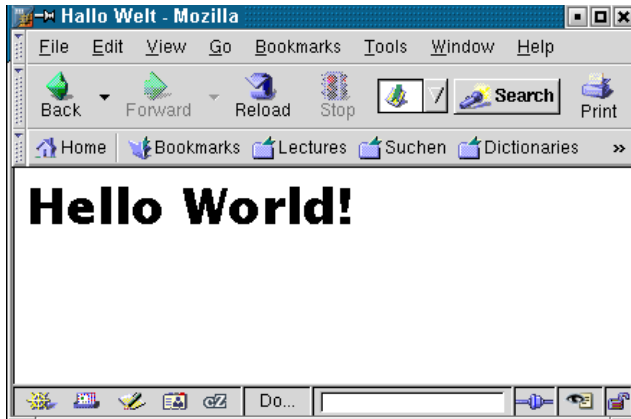 Hallo Welt - Mozilla
File Edit View Go Bookmarks Tools Window Help
Back Forward Reload Stop Search Print
Home Bookmarks Lectures Suchen Dictionaries »
Hello World!
Do...